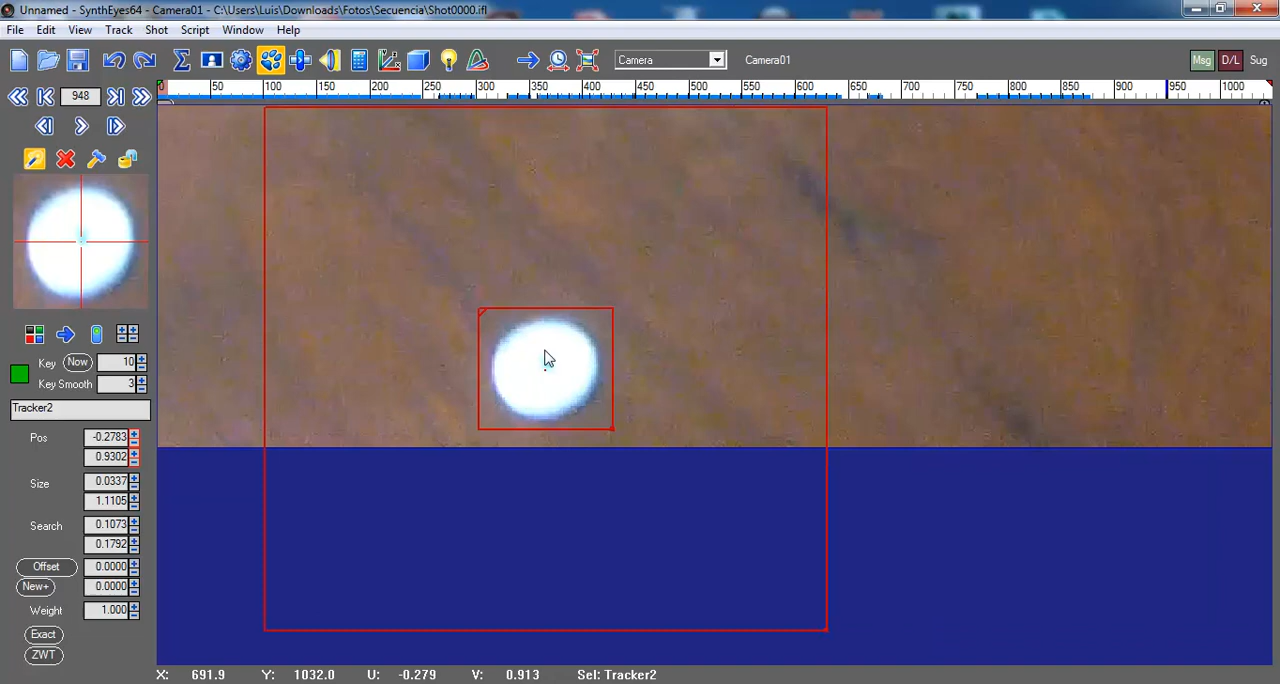 Unnamed - SynthEyes64 - Camera01 - C:\Users\Luis\Downloads\Fotos\Secuencia\Shot0000.ifl
File Edit View Track Shot Script Window Help
Camera Camera01 Msg D/L Sug
948 0 50 100 150 200 250 300 350 400 450 500 550 600 650 700 750 800 850 900 950 1000
Key Now 10
Key Smooth 3
Tracker2
Pos -0.2783
0.9302
Size 0.0337
1.1105
Search 0.1073
0.1792
Offset 0.0000
New+ 0.0000
Weight 1.000
Exact
ZWT
X: 691.9 Y: 1032.0 U: -0.279 V: 0.913 Sel: Tracker2